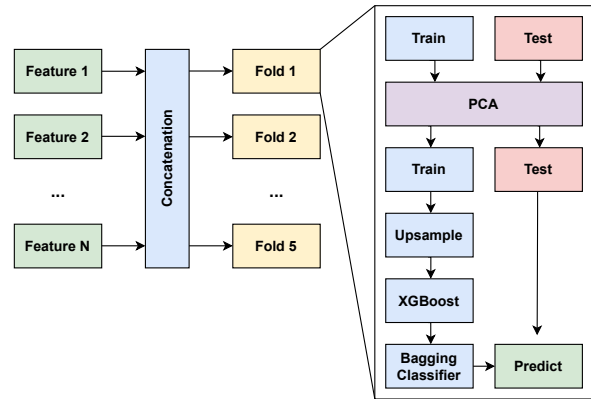 Feature 1
Feature 2
...
Feature N
Concatenation
Fold 1
Fold 2
...
Fold 5
Train
Test
PCA
Train
Test
Upsample
XGBoost
Bagging
Classifier
Predict